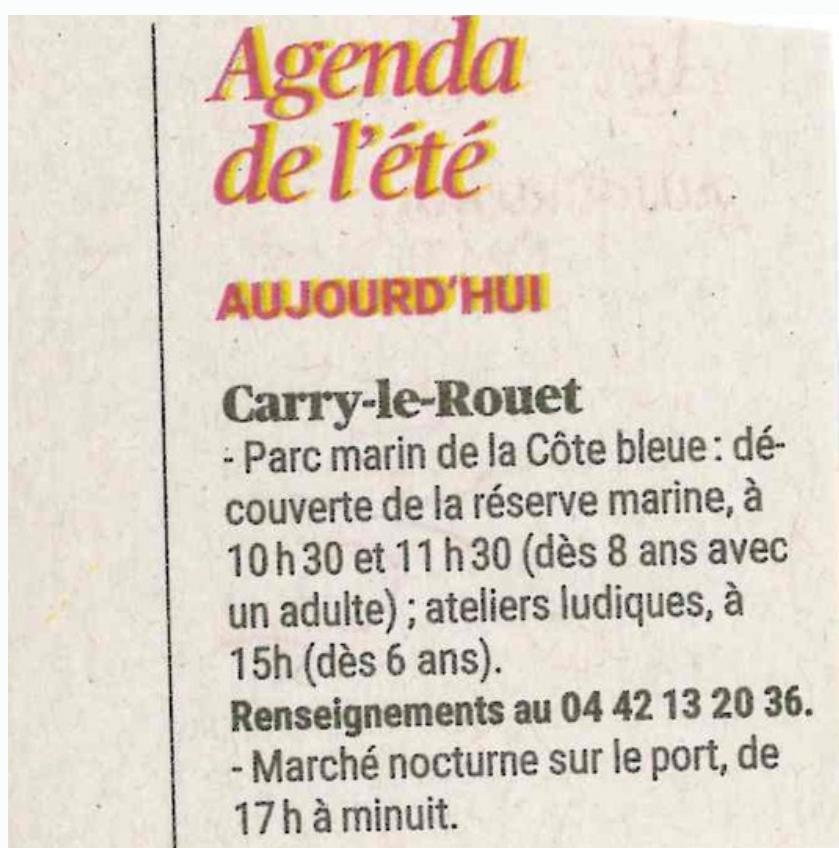 Agenda
de l'été
AUJOURD'HUI
Carry-le-Rouet
- Parc marin de la Côte bleue : dé-
couverte de la réserve marine, à
10 h 30 et 11 h 30 (dès 8 ans avec
un adulte) ; ateliers ludiques, à
15h (dès 6 ans).
Renseignements au 04 42 13 20 36.
- Marché nocturne sur le port, de
17 h à minuit.